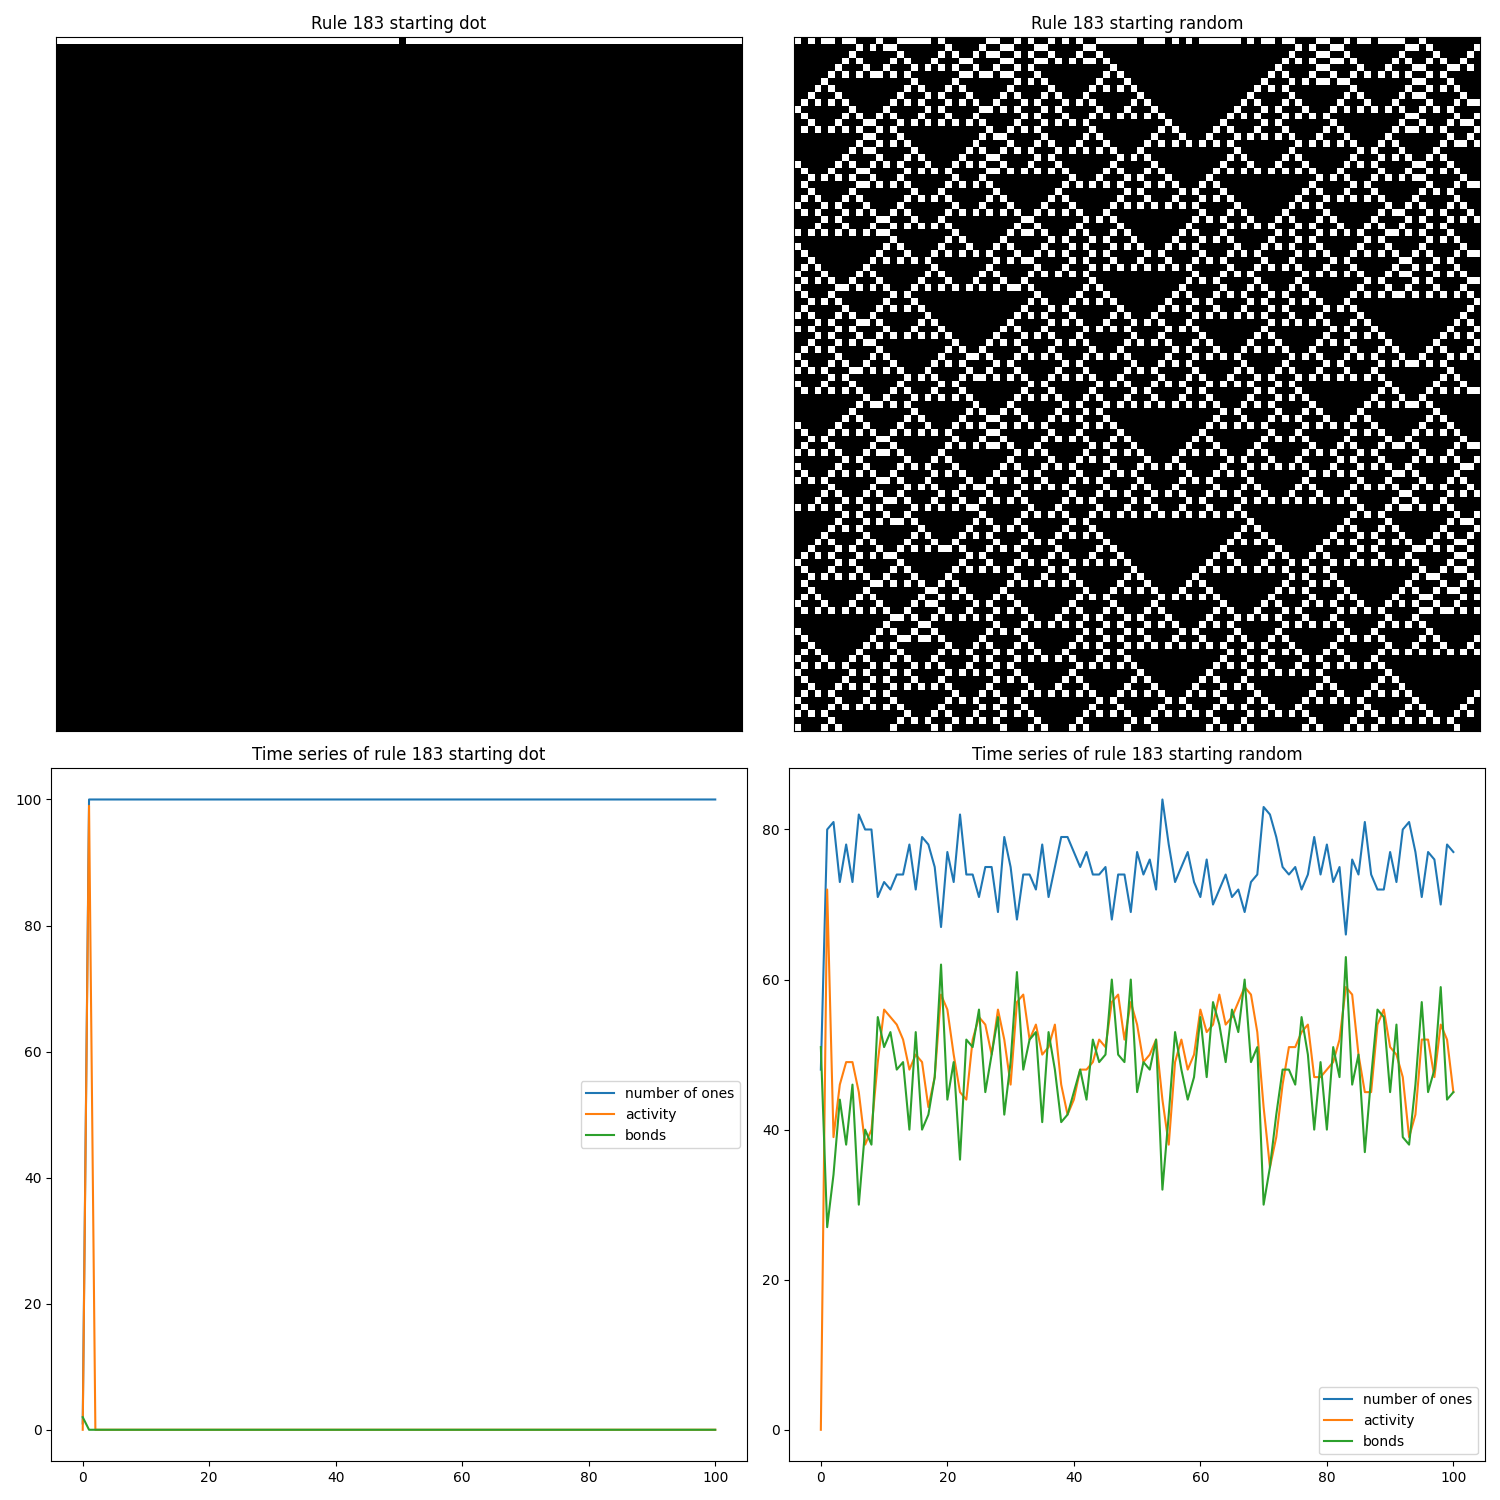 Rule 183 starting dot
Rule 183 starting random
Time series of rule 183 starting dot
100
80
60
40
20
0
0 20 40 60 80 100
number of ones
activity
bonds
Time series of rule 183 starting random
80
60
40
20
0
0 20 40 60 80 100
number of ones
activity
bonds